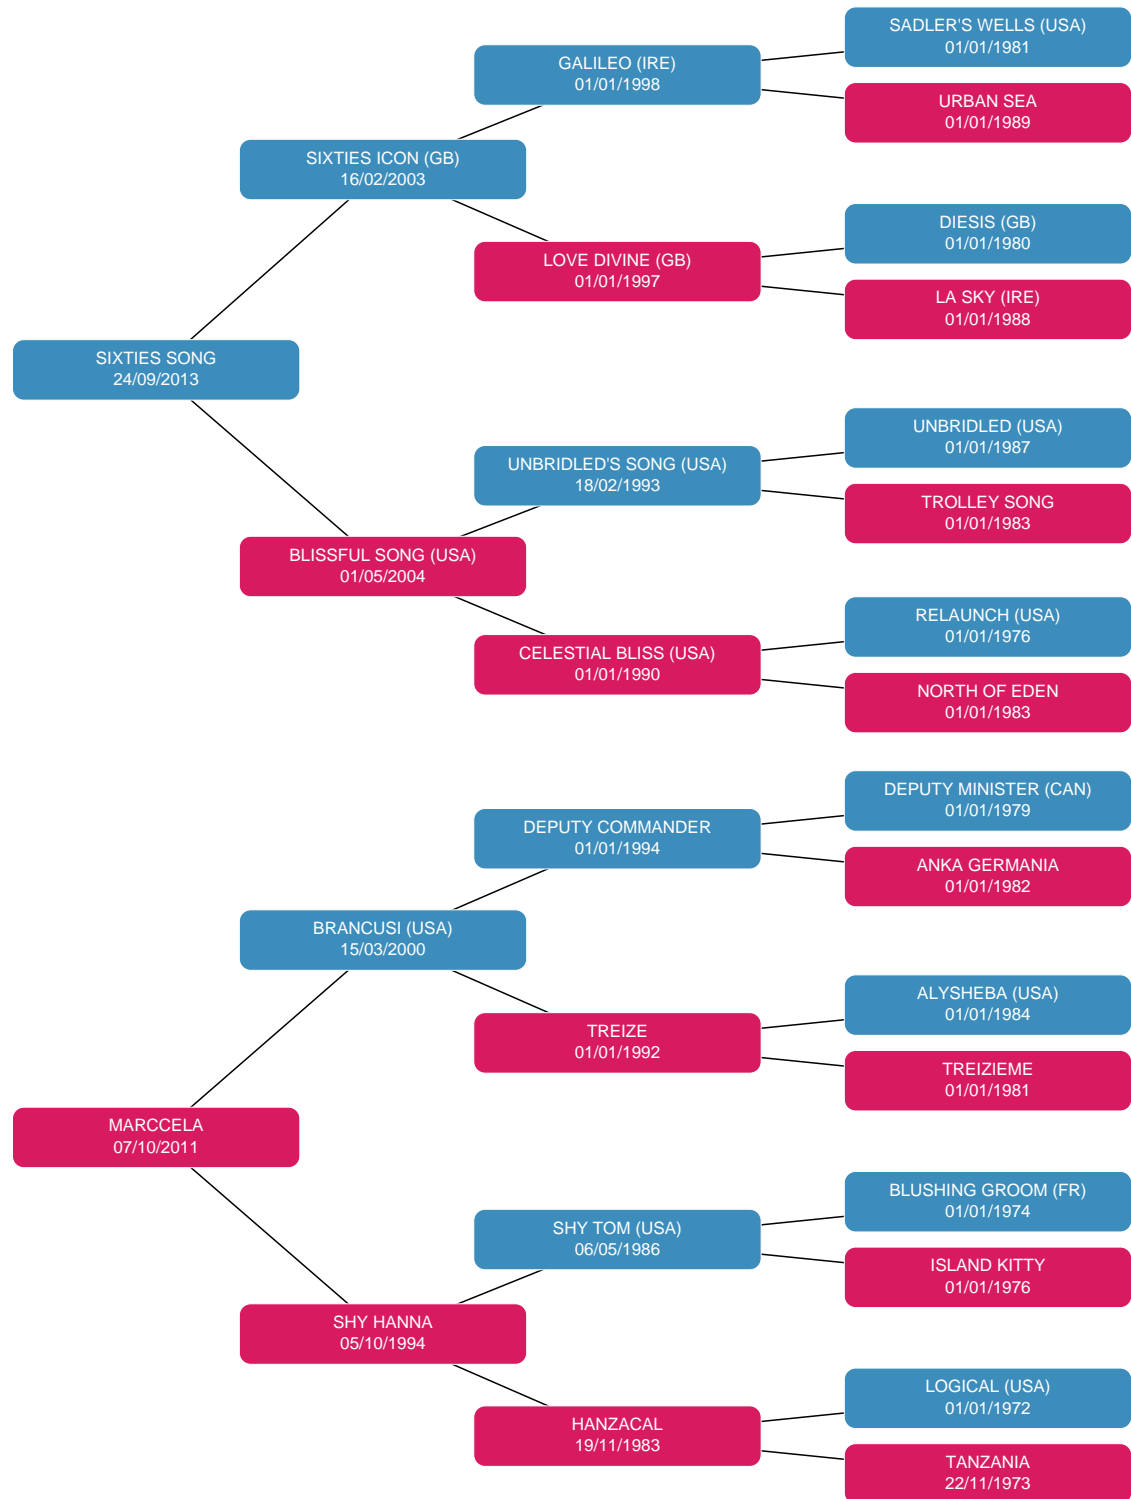 SADLER'S WELLS (USA)
01/01/1981
GALILEO (IRE)
01/01/1998
URBAN SEA
01/01/1989
SIXTIES ICON (GB)
16/02/2003
DIESIS (GB)
01/01/1980
LOVE DIVINE (GB)
01/01/1997
LA SKY (IRE)
01/01/1988
SIXTIES SONG
24/09/2013
UNBRIDLED (USA)
01/01/1987
UNBRIDLED'S SONG (USA)
18/02/1993
TROLLEY SONG
01/01/1983
BLISSFUL SONG (USA)
01/05/2004
RELAUNCH (USA)
01/01/1976
CELESTIAL BLISS (USA)
01/01/1990
NORTH OF EDEN
01/01/1983
DEPUTY MINISTER (CAN)
01/01/1979
DEPUTY COMMANDER
01/01/1994
ANKA GERMANIA
01/01/1982
BRANCUSI (USA)
15/03/2000
ALYSHEBA (USA)
01/01/1984
TREIZE
01/01/1992
TREIZIEME
01/01/1981
MARCCELA
07/10/2011
BLUSHING GROOM (FR)
01/01/1974
SHY TOM (USA)
06/05/1986
ISLAND KITTY
01/01/1976
SHY HANNA
05/10/1994
LOGICAL (USA)
01/01/1972
HANZACAL
19/11/1983
TANZANIA
22/11/1973